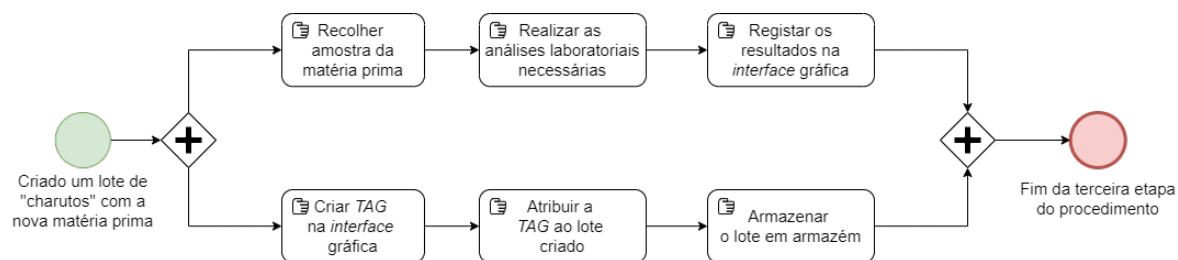 Recolher
amostra da
matéria prima
Realizar as
análises laboratoriais
necessárias
Registar os
resultados na
interface gráfica
Criado um lote de
"charutos" com a
nova matéria prima
Criar TAG
na interface
gráfica
Atribuir a
TAG ao lote
criado
Armazenar
o lote em armazém
Fim da terceira etapa
do procedimento